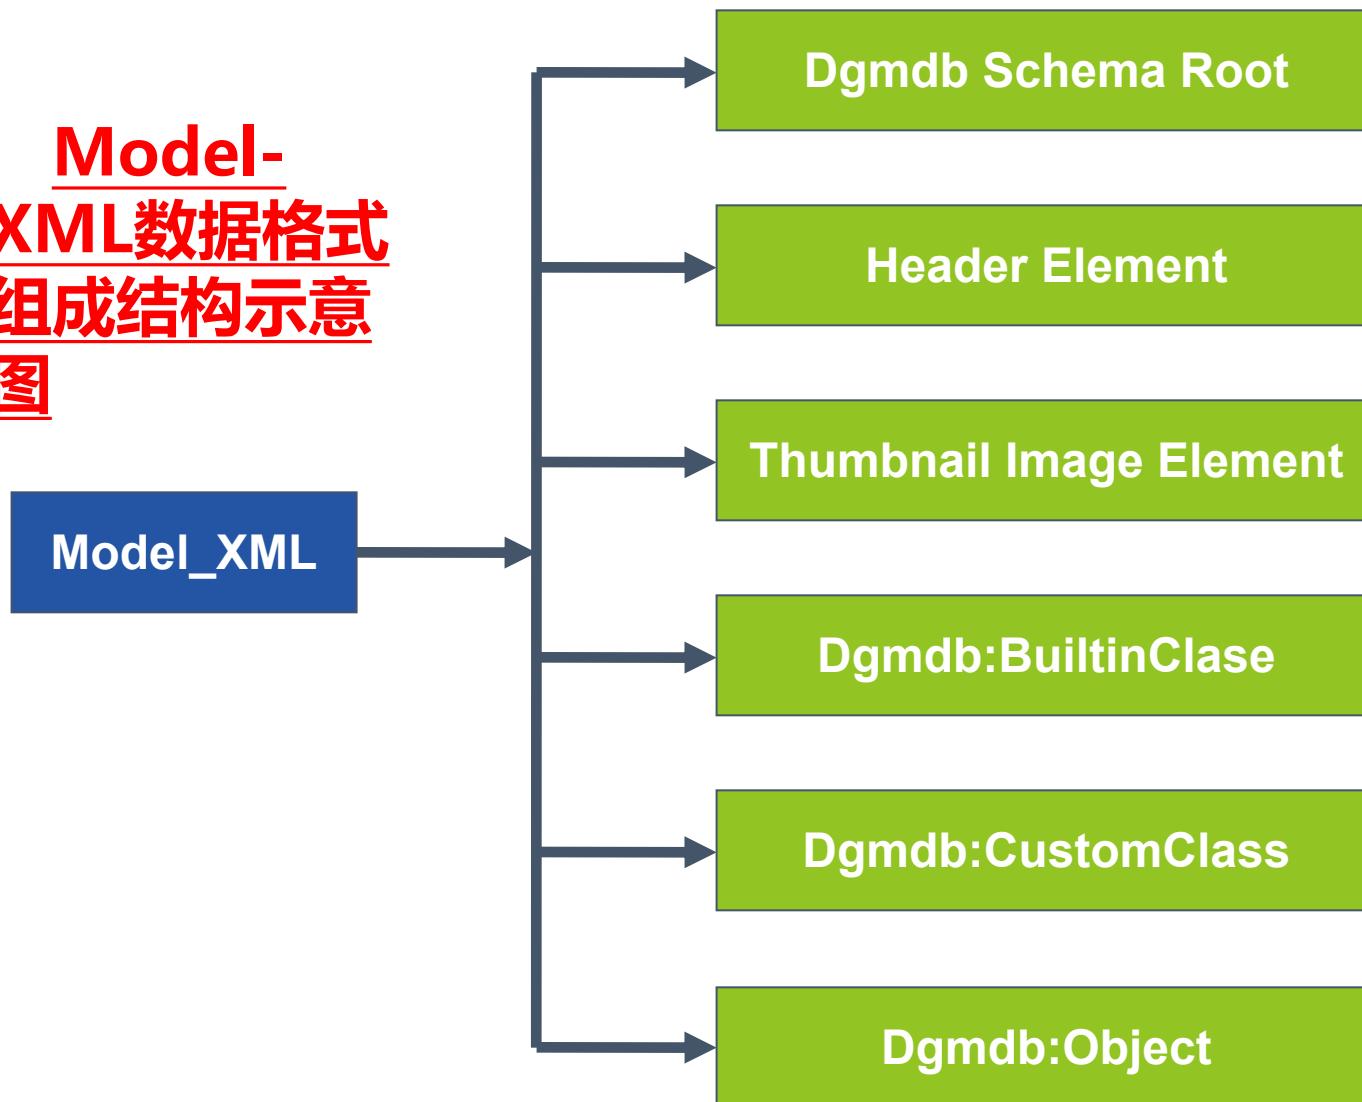 Model-
XML数据格式
组成结构示意
图
Model_XML
Dgmdb Schema Root
Header Element
Thumbnail Image Element
Dgmdb:BuiltinClase
Dgmdb:CustomClass
Dgmdb:Object